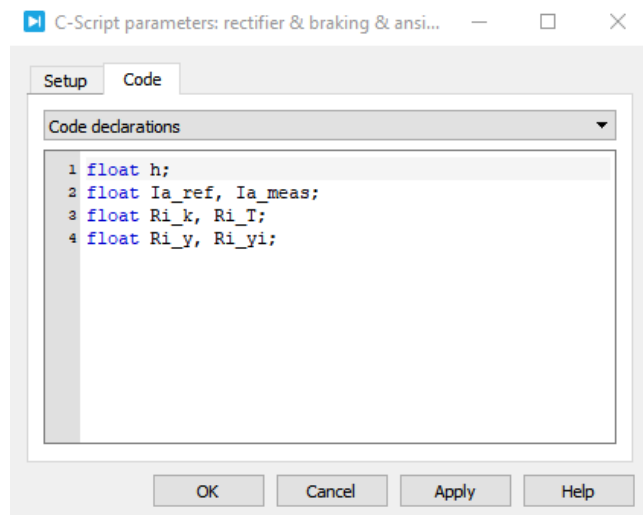 C-Script parameters: rectifier & braking & ansi...
Setup Code
Code declarations
1 float h;
2 float Ia_ref, Ia_meas;
3 float Ri_k, Ri_T;
4 float Ri_y, Ri_yi;
OK Cancel Apply Help